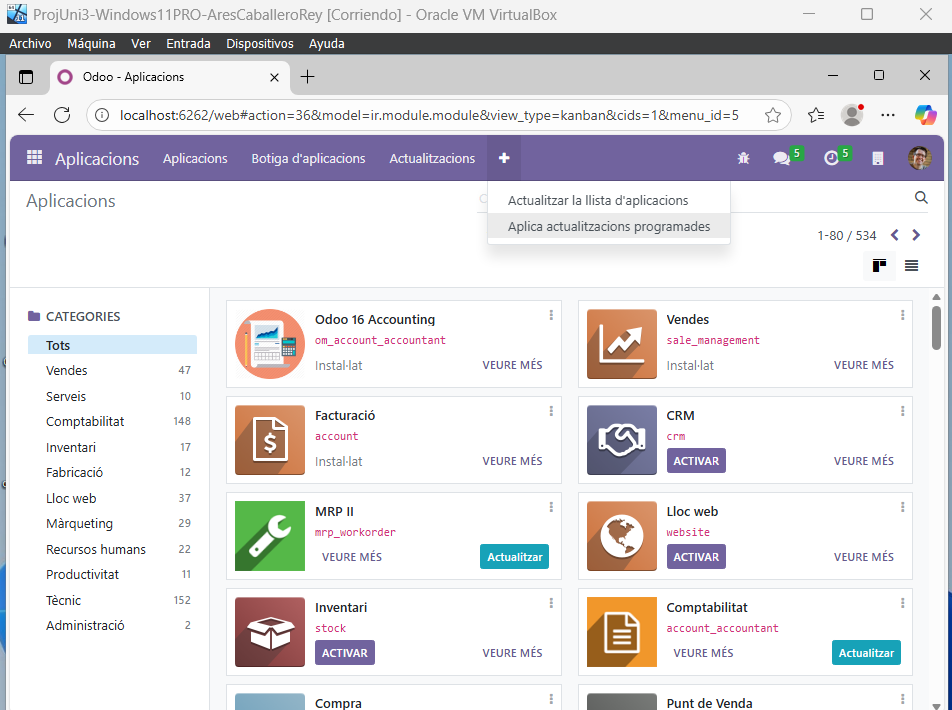 ProjUni3-Windows11PRO-AresCaballeroRey [Corriendo] - Oracle VM VirtualBox
Archivo Máquina Ver Entrada Dispositivos Ayuda
Odoo - Aplicacions
localhost:6262/web#action=36&model=ir.module.module&view_type=kanban&cids=1&menu_id=5
Aplicacions Aplicacions Botiga d'aplicacions Actualitzacions + 5 5
Aplicacions
Actualitzar la llista d'aplicacions
Aplica actualitzacions programades
1-80 / 534
CATEGORIES
Tots
Vendes 47
Serveis 10
Comptabilitat 148
Inventari 17
Fabricació 12
Lloc web 37
Màrqueting 29
Recursos humans 22
Productivitat 11
Tècnic 152
Administració 2
Odoo 16 Accounting
om_account_accountant
Instal·lat VEURE MÉS
Vendes
sale_management
Instal·lat VEURE MÉS
Facturació
account
Instal·lat VEURE MÉS
CRM
crm
ACTIVAR VEURE MÉS
MRP II
mrp_workorder
VEURE MÉS Actualitzar
Lloc web
website
ACTIVAR VEURE MÉS
Inventari
stock
ACTIVAR VEURE MÉS
Comptabilitat
account_accountant
VEURE MÉS Actualitzar
Compra
Punt de Venda